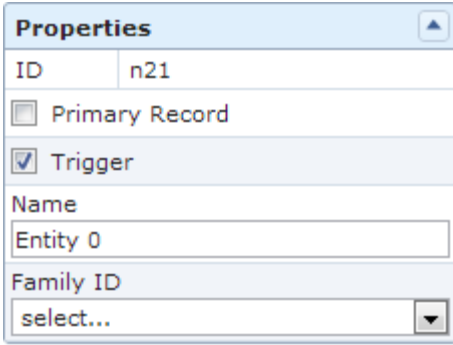 Properties
ID n21
Primary Record
Trigger
Name
Entity 0
Family ID
select...